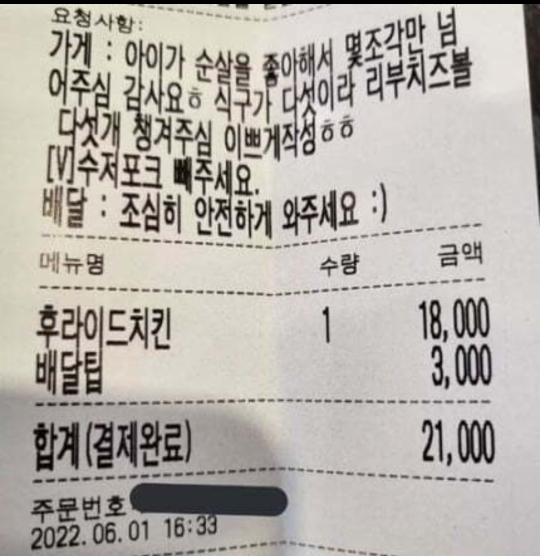 요청사항:
가게 : 아이가 순살을 좋아해서 몇조각만 넘
어주심 감사요ㅎ 식구가 다섯이라 리부치즈볼
다섯개 챙겨주심 이쁘게작성ㅎㅎ
[V]수저포크 빼주세요.
배달 : 조심히 안전하게 와주세요 :)
메뉴명 수량 금액
후라이드치킨 1 18,000
배달팁 3,000
합계(결제완료) 21,000
주문번호
2022.06.01 16:33